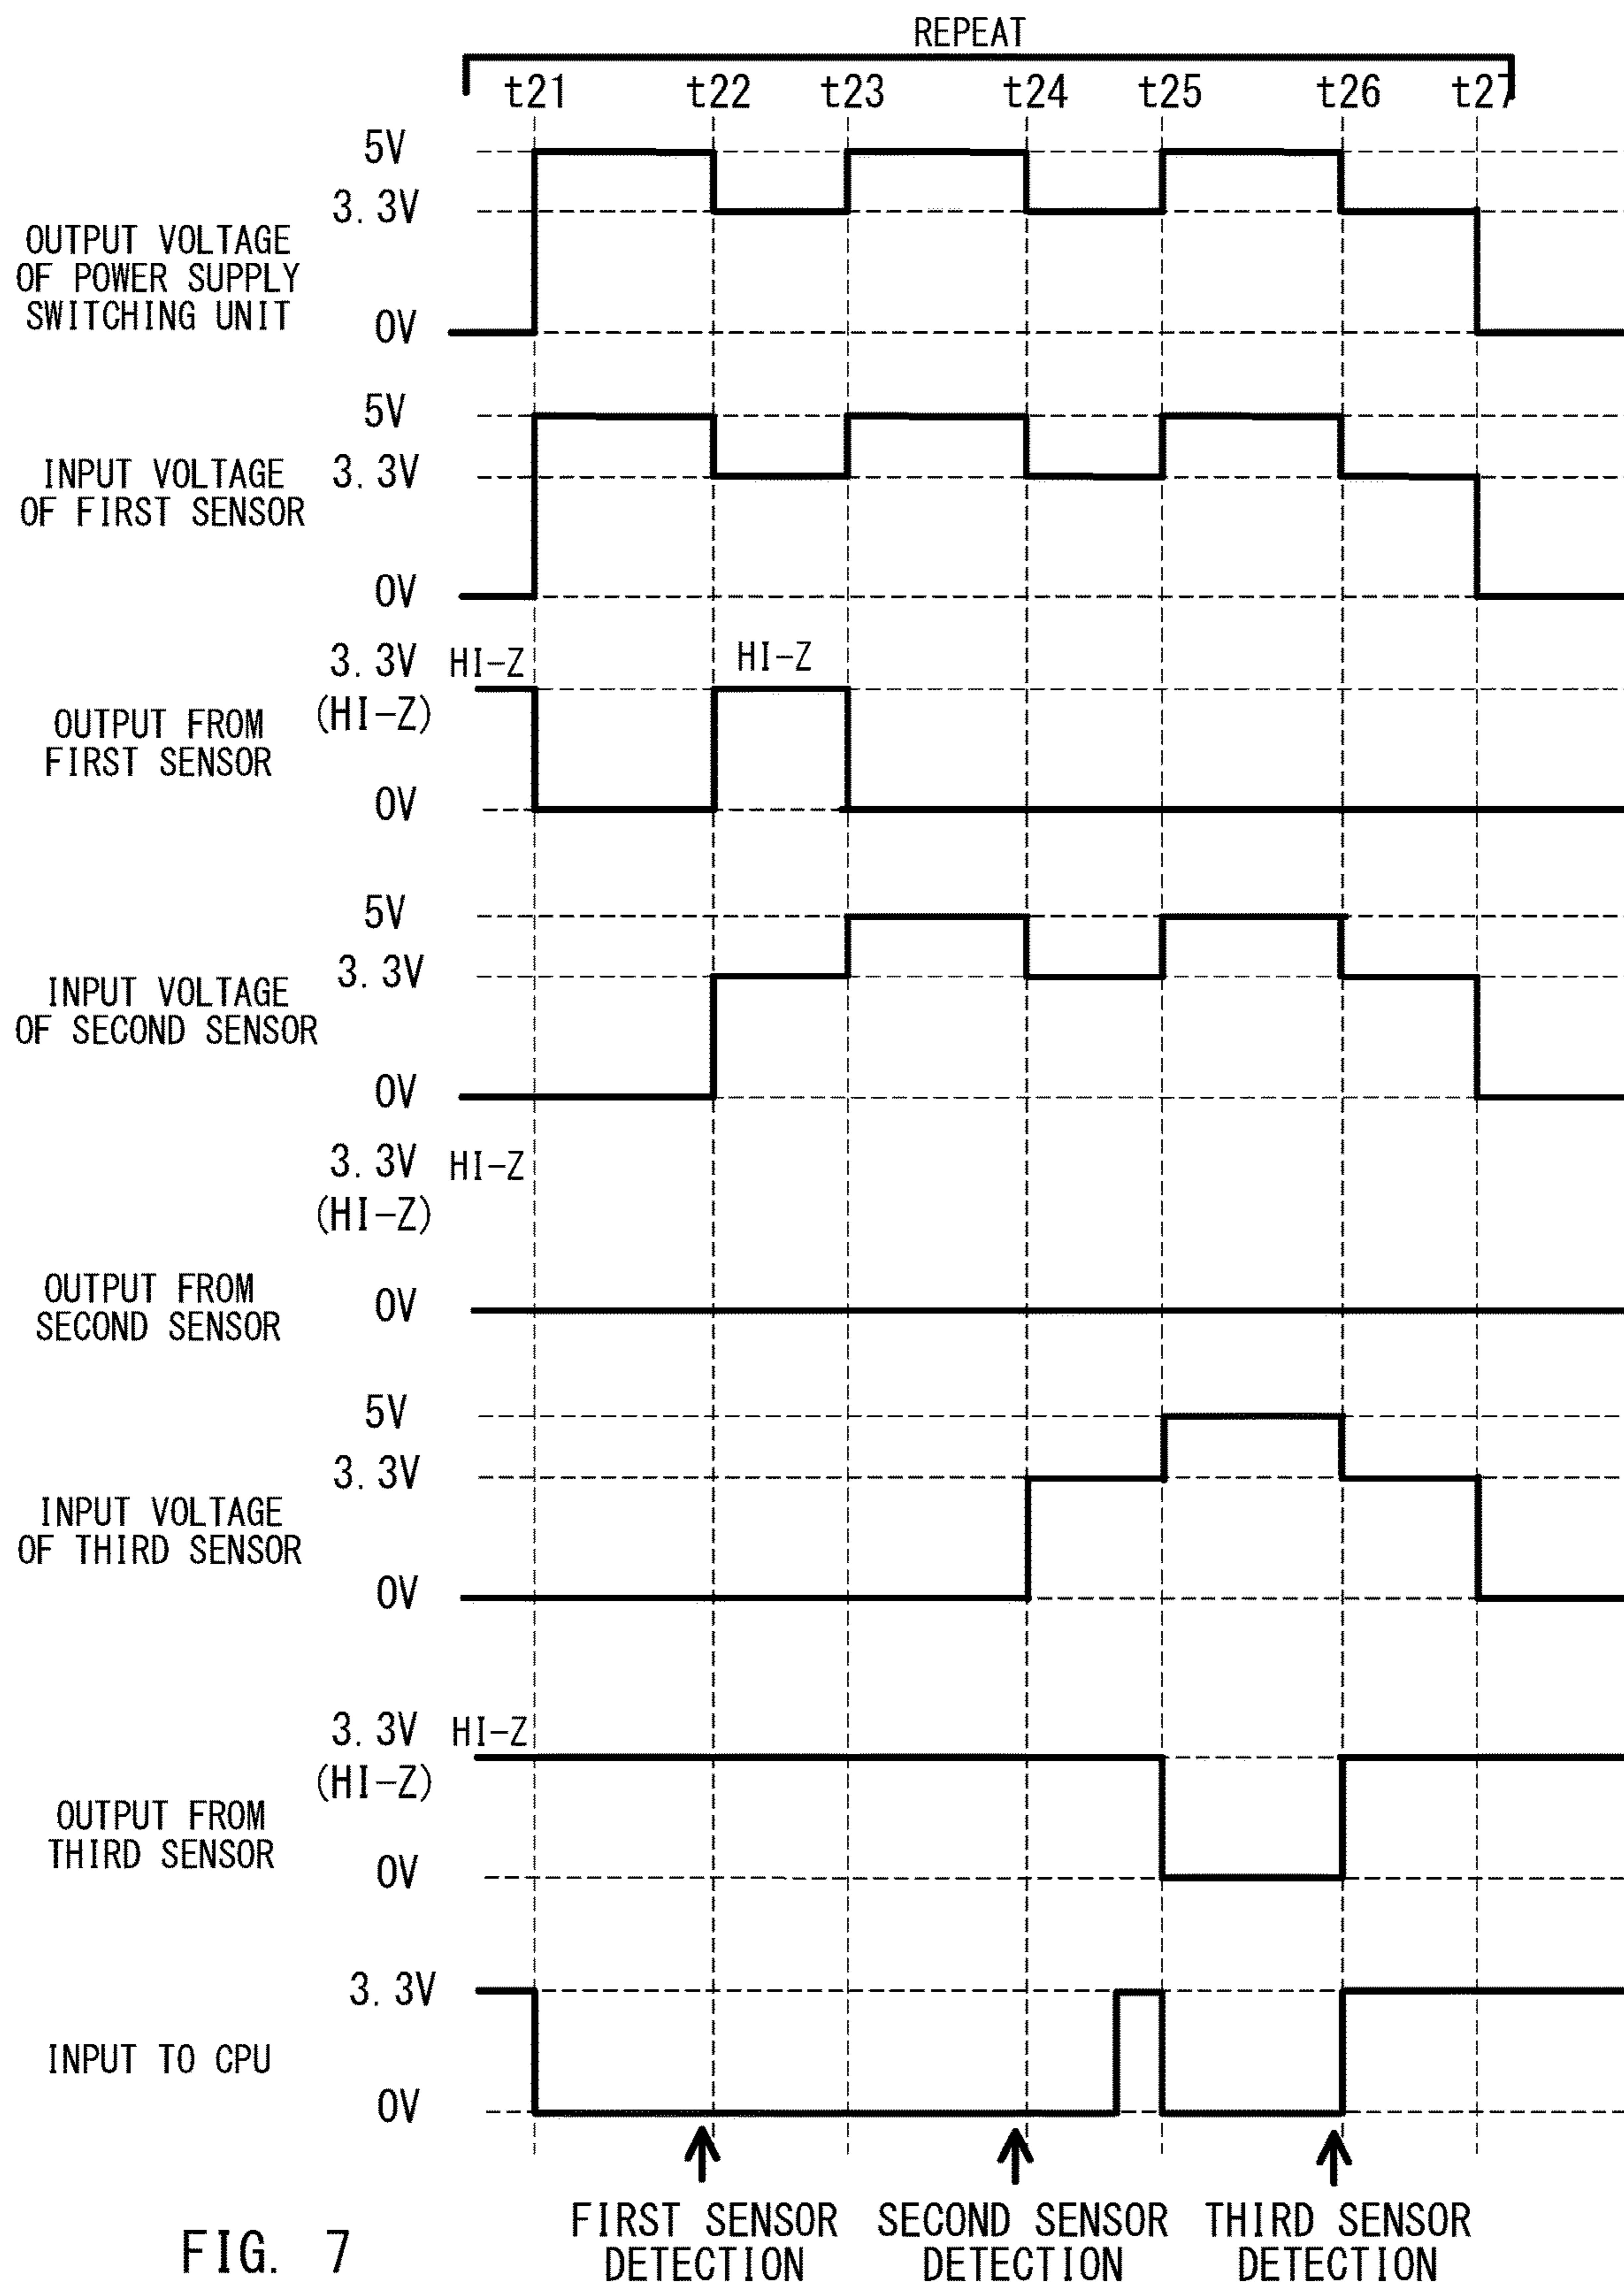 REPEAT
t21 t22 t23 t24 t25 t26 t27
5V
3.3V
OUTPUT VOLTAGE
OF POWER SUPPLY
SWITCHING UNIT
0V
5V
3.3V
INPUT VOLTAGE
OF FIRST SENSOR
0V
3.3V HI-Z HI-Z
(HI-Z)
OUTPUT FROM
FIRST SENSOR
0V
5V
3.3V
INPUT VOLTAGE
OF SECOND SENSOR
0V
3.3V HI-Z
(HI-Z)
OUTPUT FROM
SECOND SENSOR
0V
5V
3.3V
INPUT VOLTAGE
OF THIRD SENSOR
0V
3.3V HI-Z
(HI-Z)
OUTPUT FROM
THIRD SENSOR
0V
3.3V
INPUT TO CPU
0V
FIRST SENSOR
DETECTION
SECOND SENSOR
DETECTION
THIRD SENSOR
DETECTION
FIG. 7